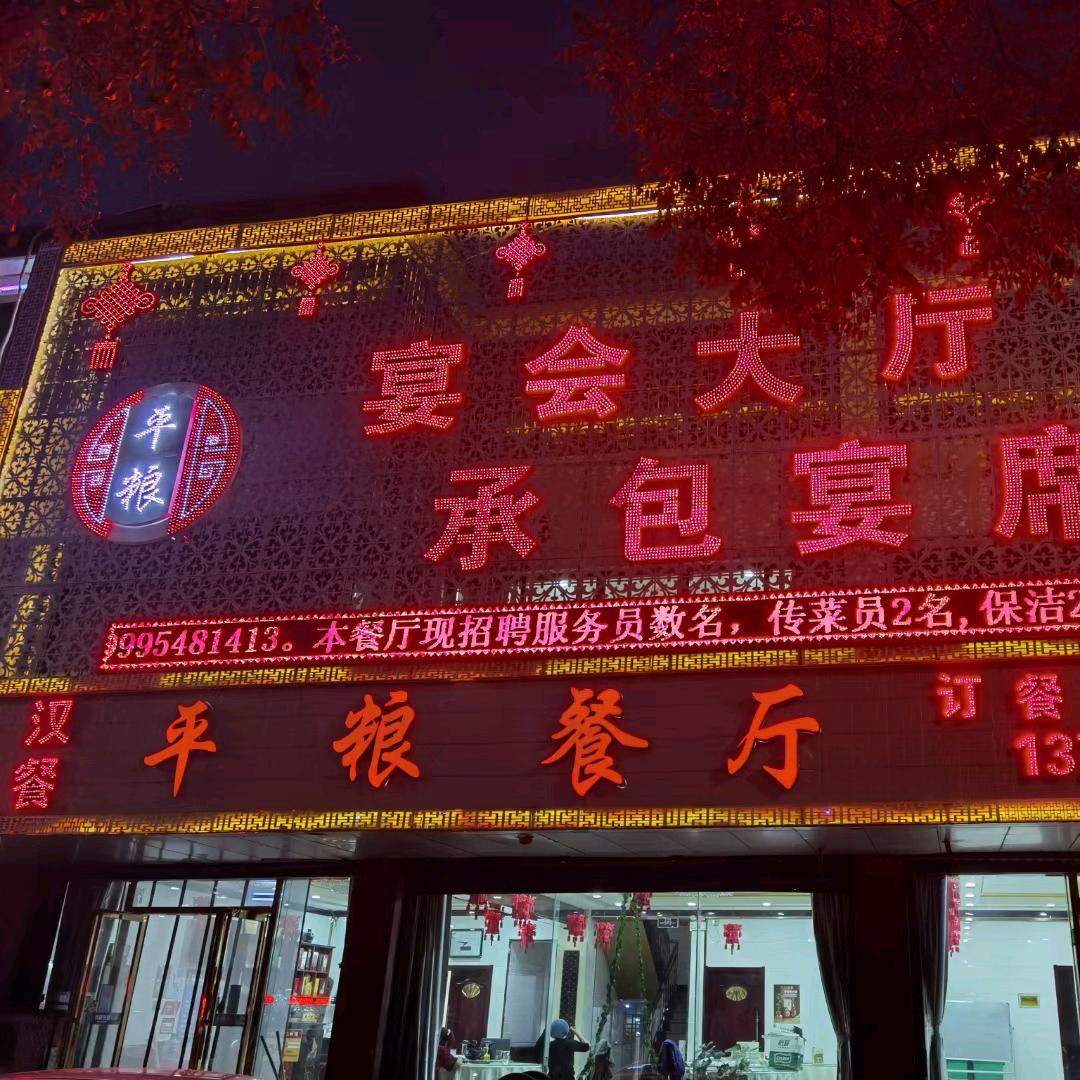 宴会大厅
平粮
承包宴席
995481413。本餐厅现招聘服务员数名，传菜员2名,保洁2
汉餐
平粮餐厅
订餐
13